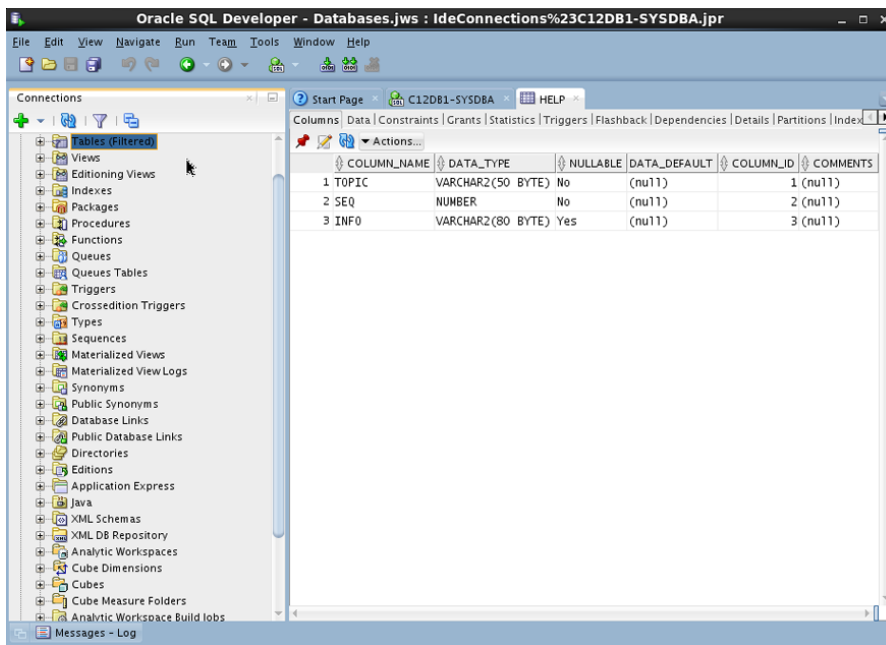 Oracle SQL Developer - Databases.jws : IdeConnections%23C12DB1-SYSDBA.jpr
File Edit View Navigate Run Team Tools Window Help
Connections
Tables (Filtered)
Views
Editioning Views
Indexes
Packages
Procedures
Functions
Queues
Queues Tables
Triggers
Crossedition Triggers
Types
Sequences
Materialized Views
Materialized View Logs
Synonyms
Public Synonyms
Database Links
Public Database Links
Directories
Editions
Application Express
Java
XML Schemas
XML DB Repository
Analytic Workspaces
Cube Dimensions
Cubes
Cube Measure Folders
Analytic Workspace Build Jobs
Start Page C12DB1-SYSDBA HELP
Columns Data Constraints Grants Statistics Triggers Flashback Dependencies Details Partitions Index
Actions...
COLUMN_NAME DATA_TYPE NULLABLE DATA_DEFAULT COLUMN_ID COMMENTS
1 TOPIC VARCHAR2(50 BYTE) No (null) 1 (null)
2 SEQ NUMBER No (null) 2 (null)
3 INFO VARCHAR2(80 BYTE) Yes (null) 3 (null)
Messages - Log